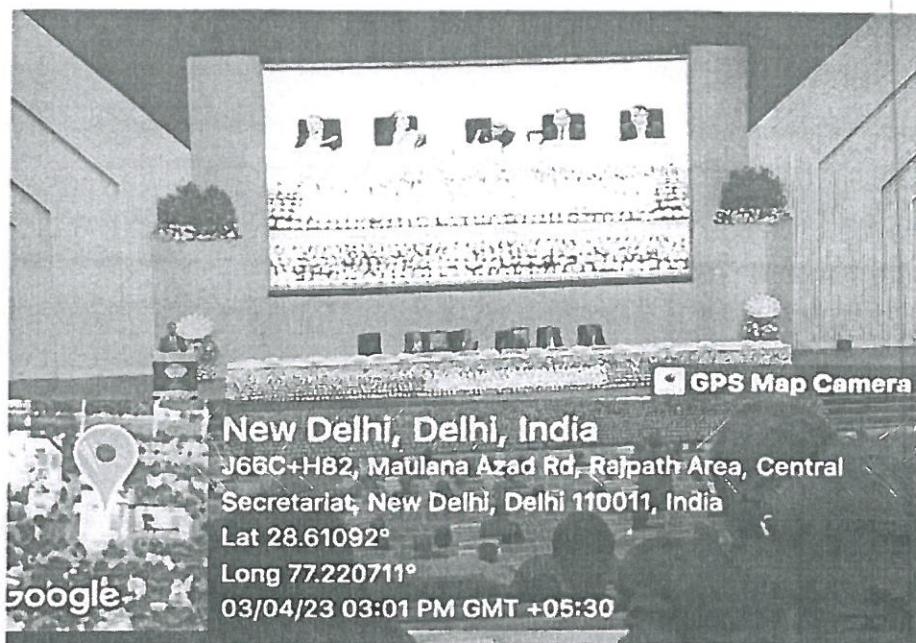 GPS Map Camera
New Delhi, Delhi, India
J66C+H82, Maulana Azad Rd, Rajpath Area, Central
Secretariat, New Delhi, Delhi 110011, India
Lat 28.61092°
Long 77.220711°
03/04/23 03:01 PM GMT +05:30
Google